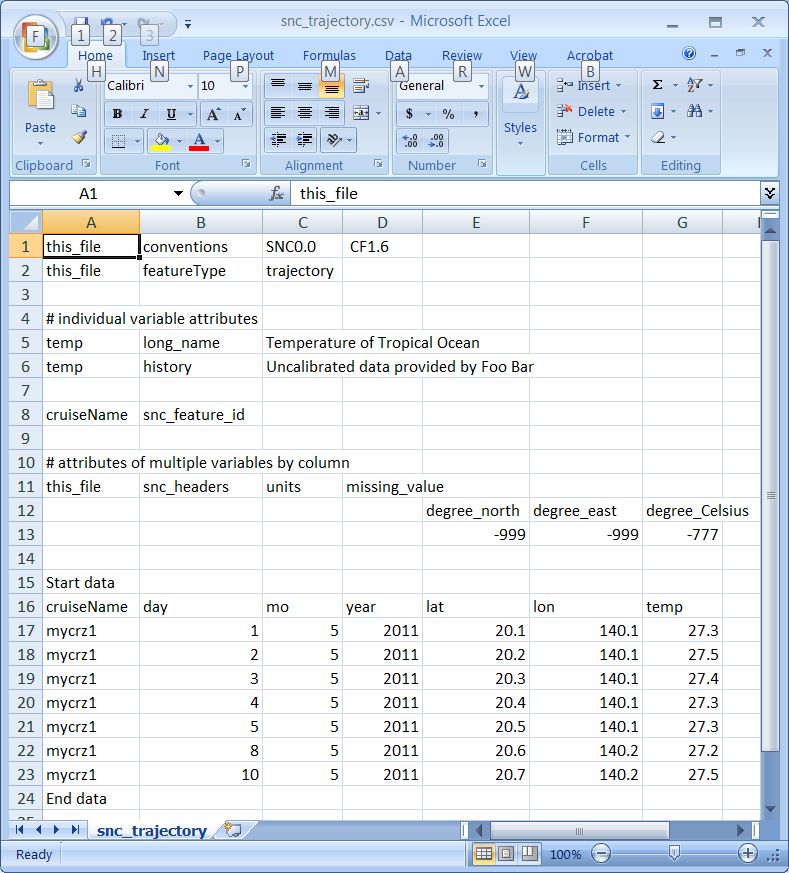 snc_trajectory.csv - Microsoft Excel
F 1 2 3
Home Insert Page Layout Formulas Data Review View Acrobat
H N P M A R W B
Paste
Clipboard
Calibri 10
B I U A A
A
Font
Alignment
General
$ % ,
.00 .00
Number
Styles
Insert
Delete
Format
Cells
Σ
Editing
A1 fx this_file
A B C D E F G
1 this_file conventions SNC0.0 CF1.6
2 this_file featureType trajectory
3
4 # individual variable attributes
5 temp long_name Temperature of Tropical Ocean
6 temp history Uncalibrated data provided by Foo Bar
7
8 cruiseName snc_feature_id
9
10 # attributes of multiple variables by column
11 this_file snc_headers units missing_value
12 degree_north degree_east degree_Celsius
13 -999 -999 -777
14
15 Start data
16 cruiseName day mo year lat lon temp
17 mycrz1 1 5 2011 20.1 140.1 27.3
18 mycrz1 2 5 2011 20.2 140.1 27.5
19 mycrz1 3 5 2011 20.3 140.1 27.4
20 mycrz1 4 5 2011 20.4 140.1 27.3
21 mycrz1 5 5 2011 20.5 140.1 27.3
22 mycrz1 8 5 2011 20.6 140.2 27.2
23 mycrz1 10 5 2011 20.7 140.2 27.5
24 End data
snc_trajectory
Ready 100%